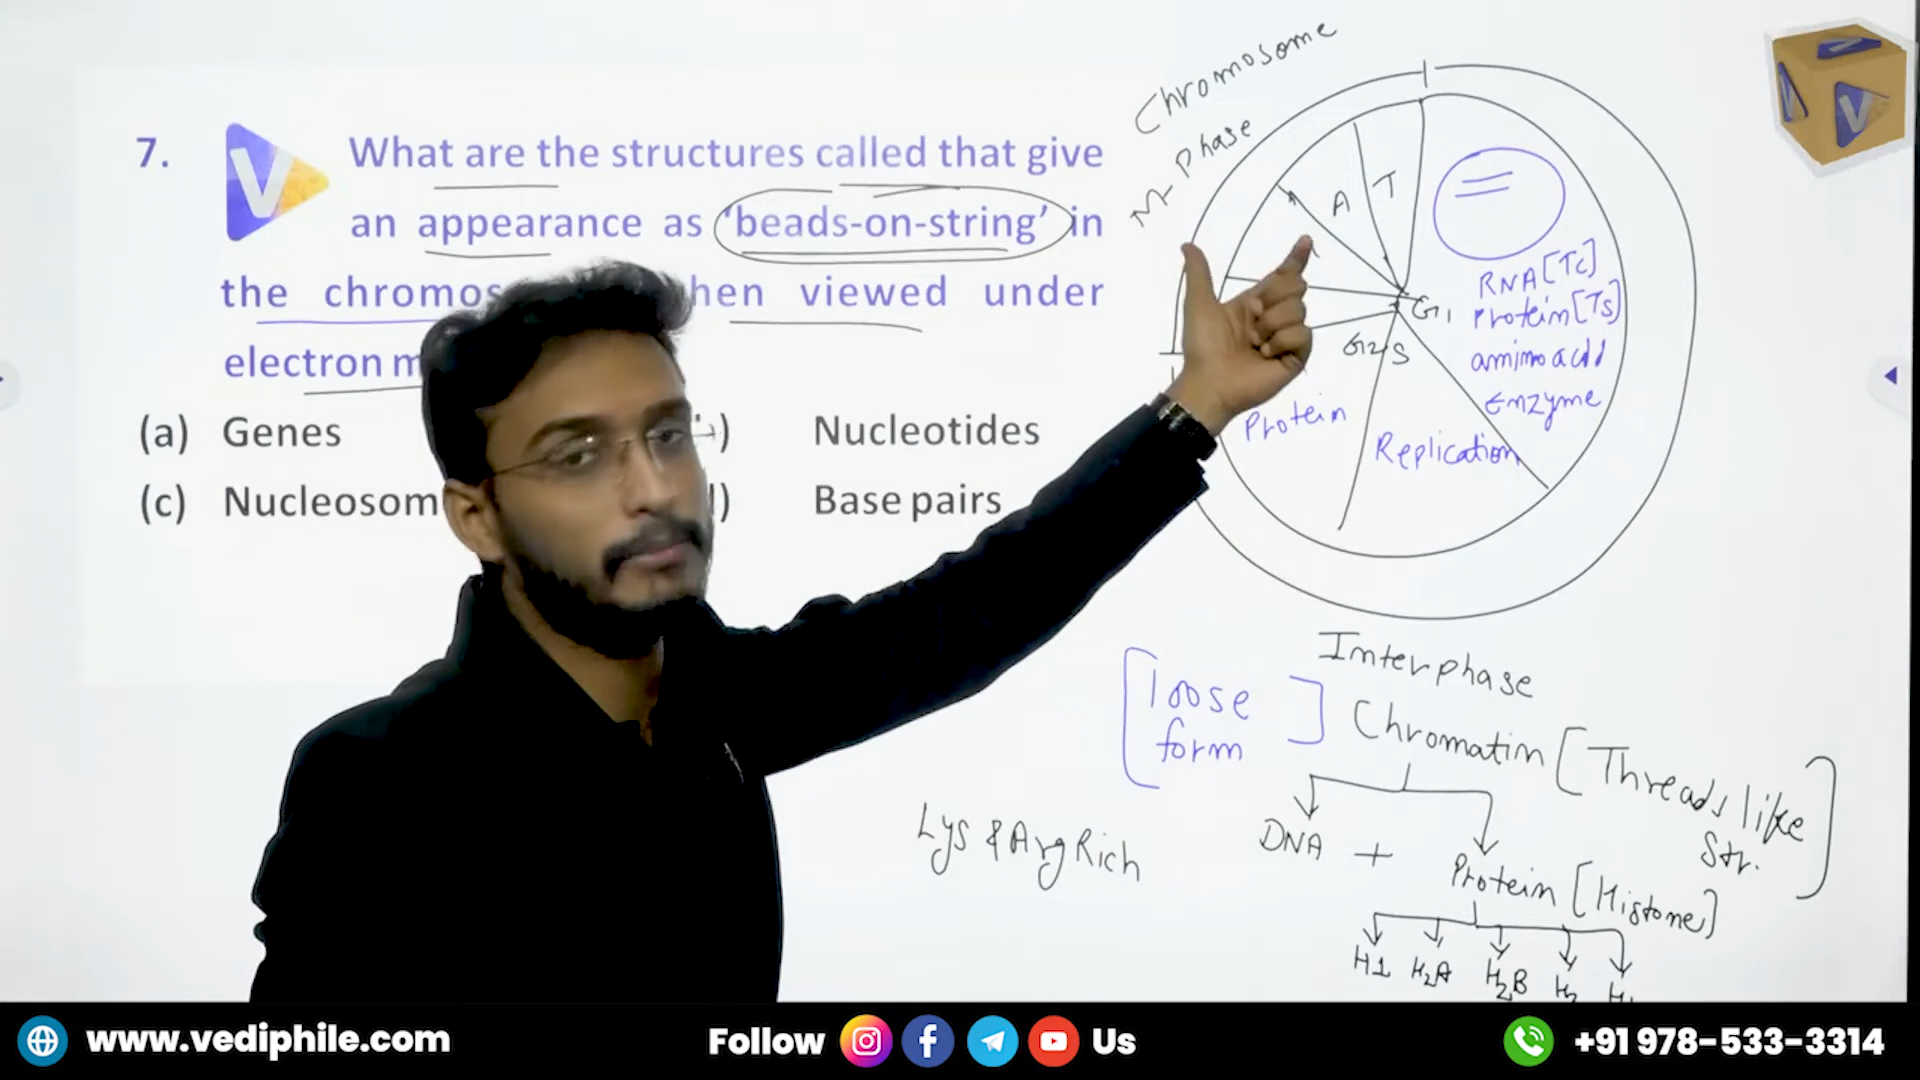 7.
What are the structures called that give
an appearance as 'beads-on-string' in
the chromos hen viewed under
electron m
(a) Genes
) Nucleotides
(c) Nucleosom
) Base pairs
Chromosome
M-Phase
A
T
G1
G2
S
RNA [Tc]
Protein [Ts]
amino acid
Enzyme
Protein
Replication
Interphase
[loose
form]
Chromatin [Threads like
Str.]
DNA + Protein [Histone]
Lys & Arg Rich
H1 H2A H2B
www.vediphile.com
Follow
Us
+91 978-533-3314